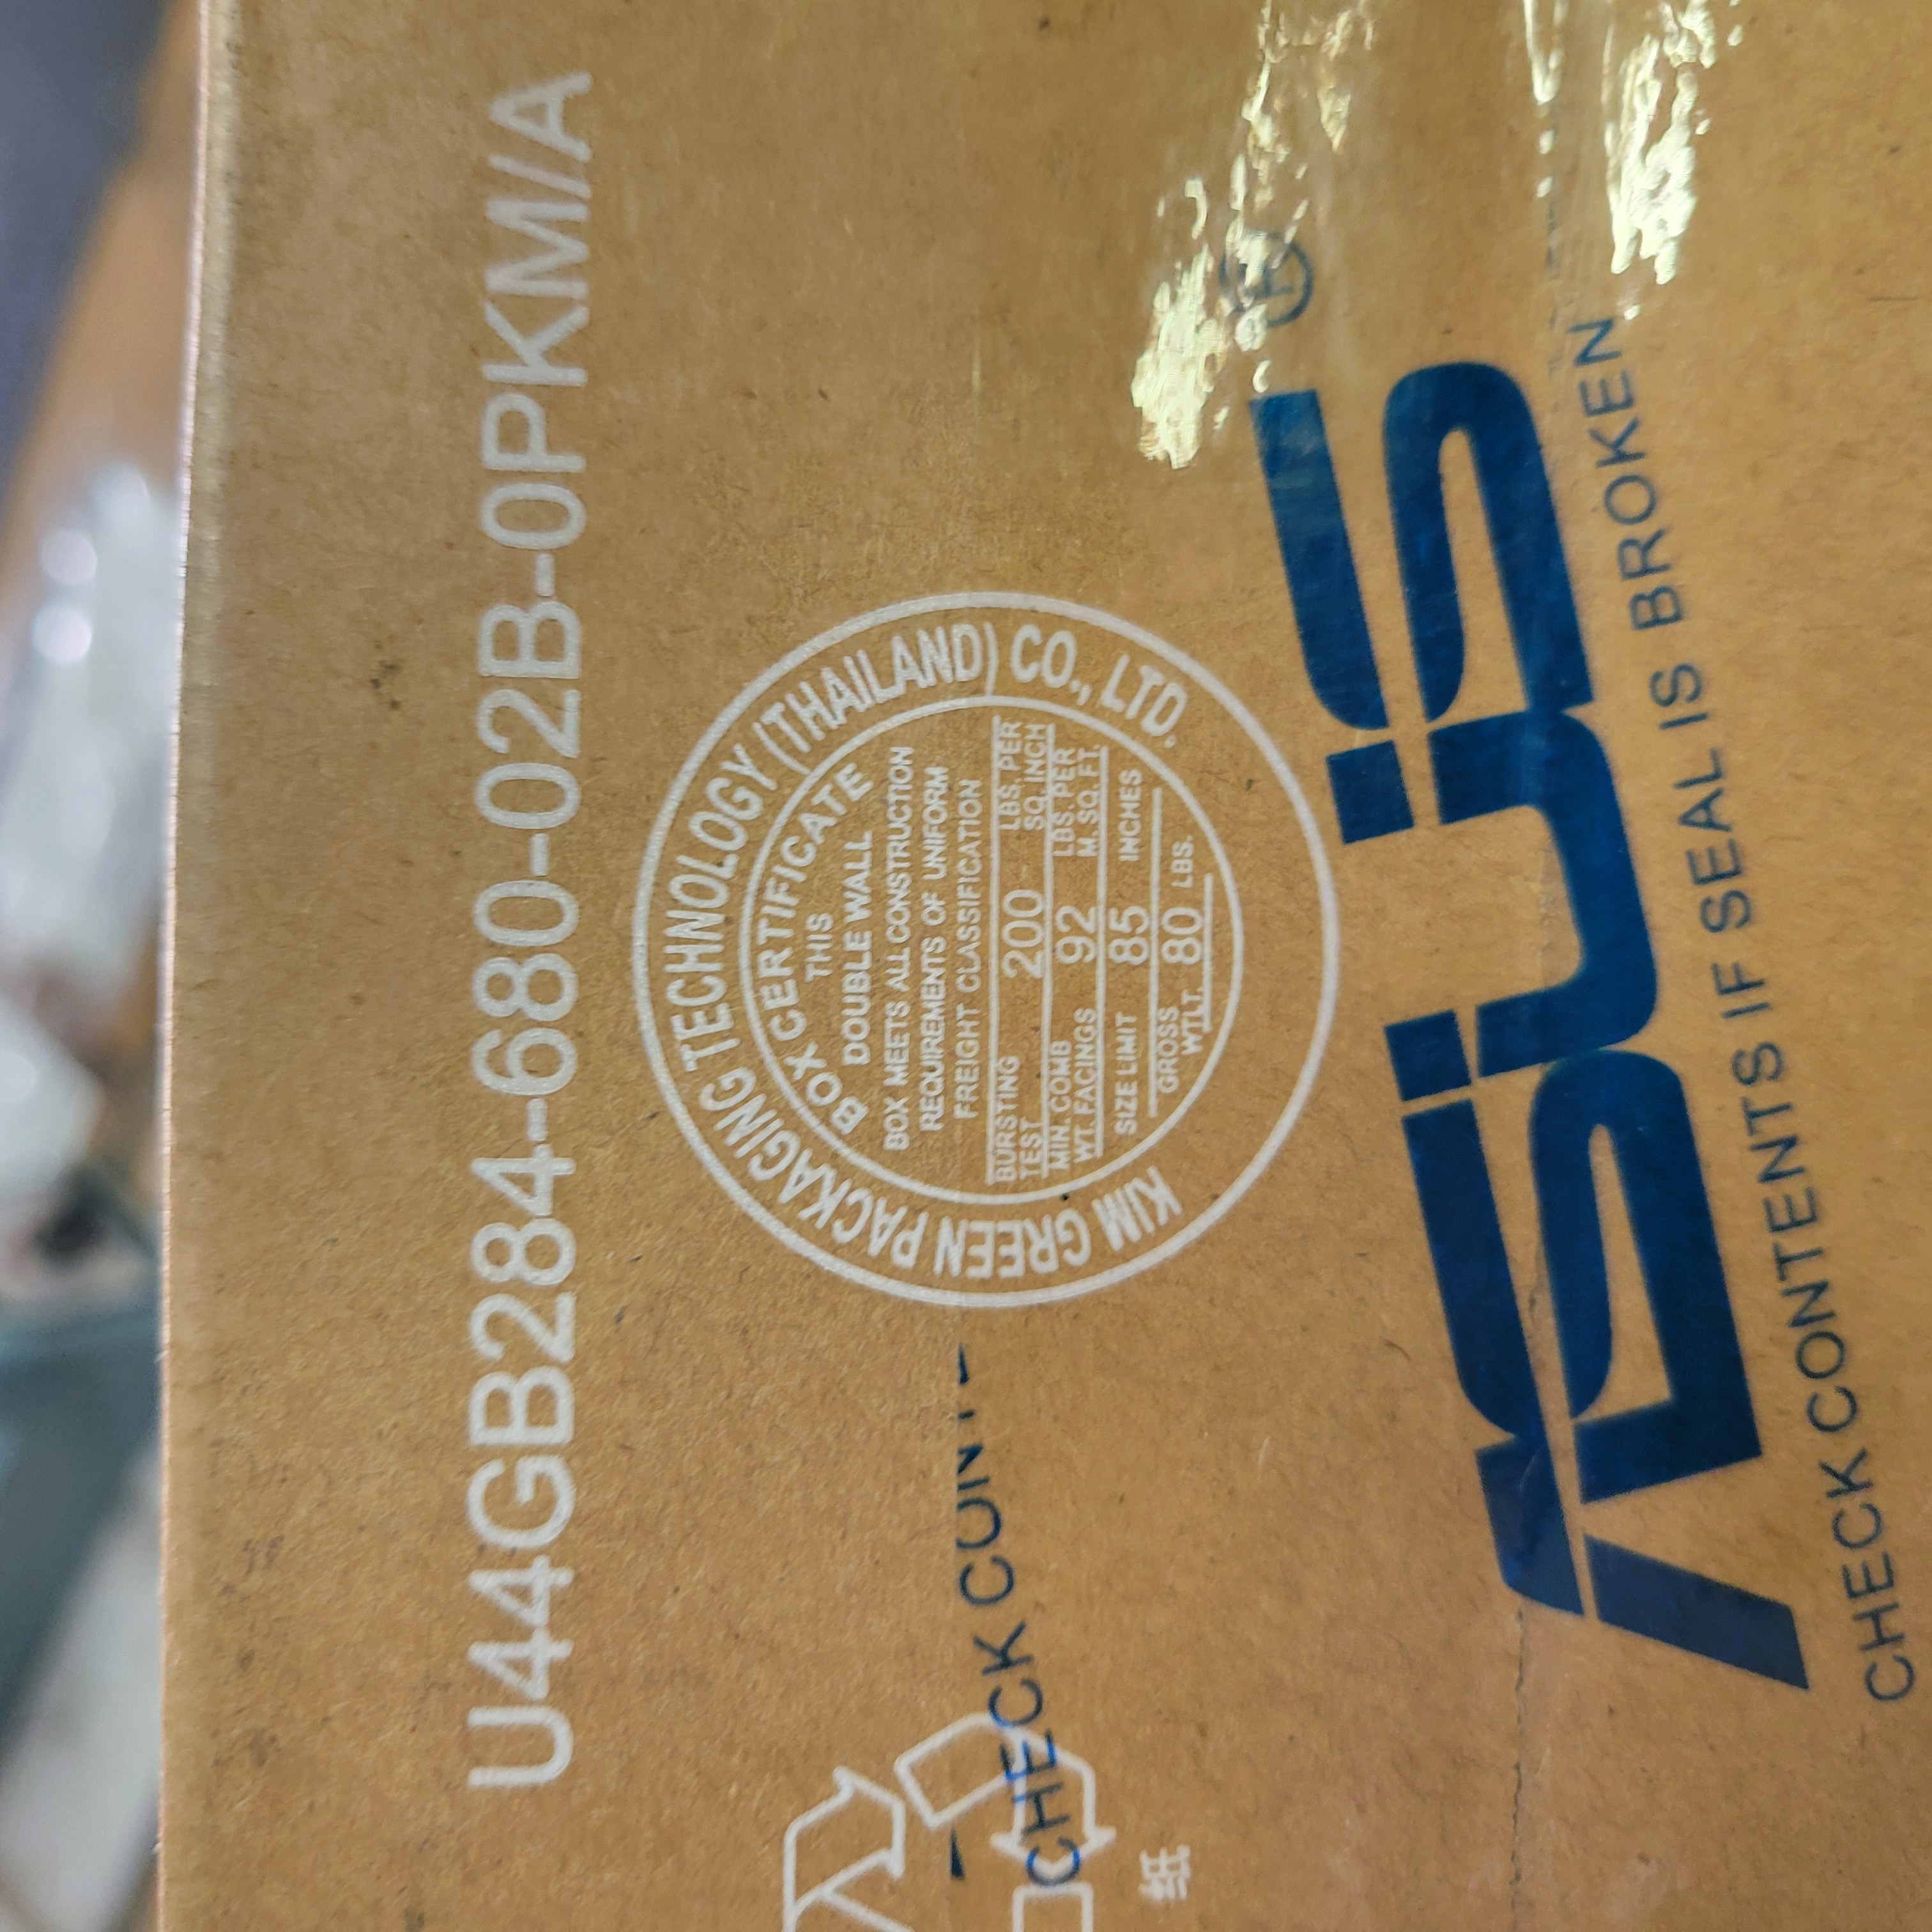 U44GB284-680-02B-0PKM/A
KIM GREEN PACKAGING TECHNOLOGY (THAILAND) CO., LTD.
BOX CERTIFICATE
THIS
DOUBLE WALL
BOX MEETS ALL CONSTRUCTION
REQUIREMENTS OF UNIFORM
FREIGHT CLASSIFICATION
BURSTING TEST 200 LBS. PER SQ. INCH
MIN. COMB WT. FACINGS 92 LBS. PER M. SQ. FT.
SIZE LIMIT 85 INCHES
GROSS WTLT. 80 LBS.
CHECK CONT
紙
ASUS®
CHECK CONTENTS IF SEAL IS BROKEN